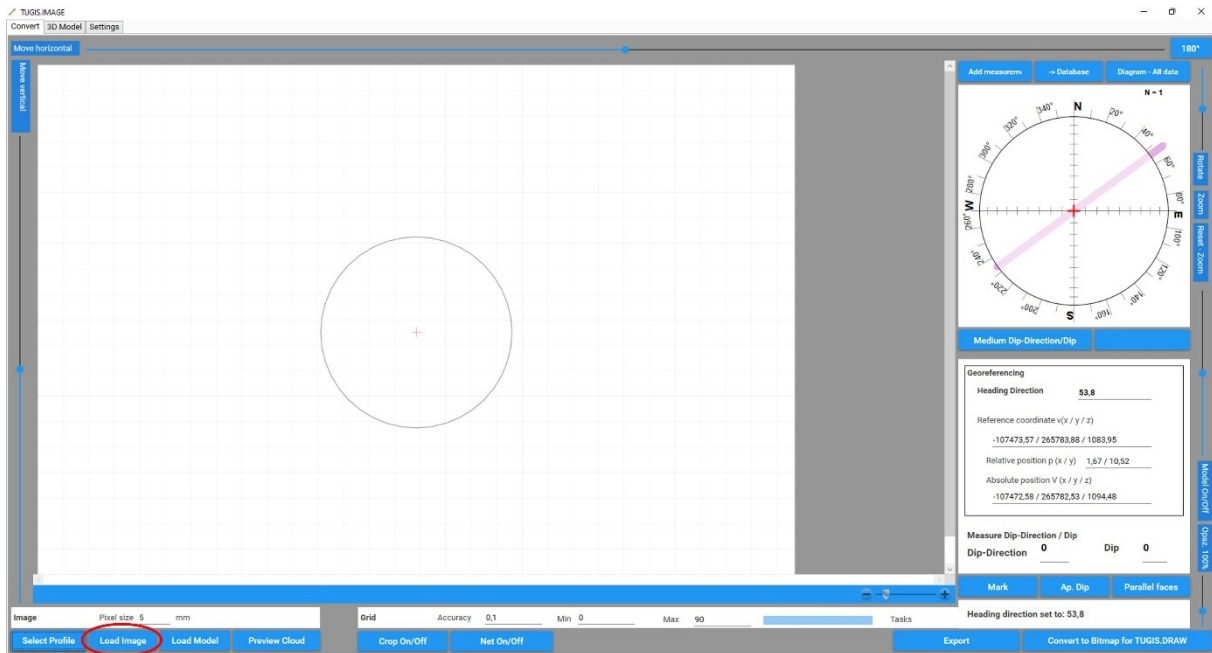 TUGIS.IMAGE
Convert 3D Model Settings
Move horizontal
180°
Move vertical
Add measurem -> Database Diagram - All data
N = 1
N 20° 40° 60° 80° E 100° 120° 140° 160° S 200° 220° 240° 260° W 280° 300° 320° 340°
Rotate
Zoom
Reset - Zoom
Medium Dip-Direction/Dip
Georeferencing
Heading Direction 53,8
Reference coordinate v(x / y / z)
-107473,57 / 265783,88 / 1083,95
Relative position p (x / y) 1,67 / 10,52
Absolute position V (x / y / z)
-107472,58 / 265782,53 / 1094,48
Model On/Off
Opaz. 100%
Measure Dip-Direction / Dip
Dip-Direction 0 Dip 0
Mark Ap. Dip Parallel faces
Image Pixel size 5 mm Grid Accuracy 0,1 Min 0 Max 90 Tasks Heading direction set to: 53,8
Select Profile Load Image Load Model Preview Cloud Crop On/Off Net On/Off Export Convert to Bitmap for TUGIS.DRAW